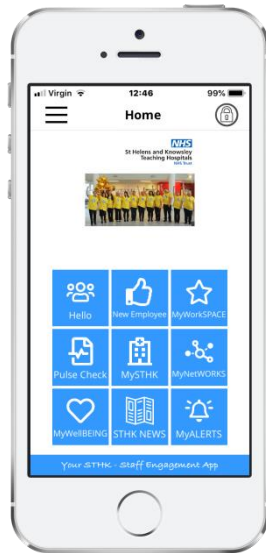 Virgin 12:46 99%
Home
NHS
St Helens and Knowsley
Teaching Hospitals
NHS Trust
Hello New Employee MyWorkSPACE
Pulse Check MySTHK MyNetWORKS
MyWellBEING STHK NEWS MyALERTS
Your STHK - Staff Engagement App